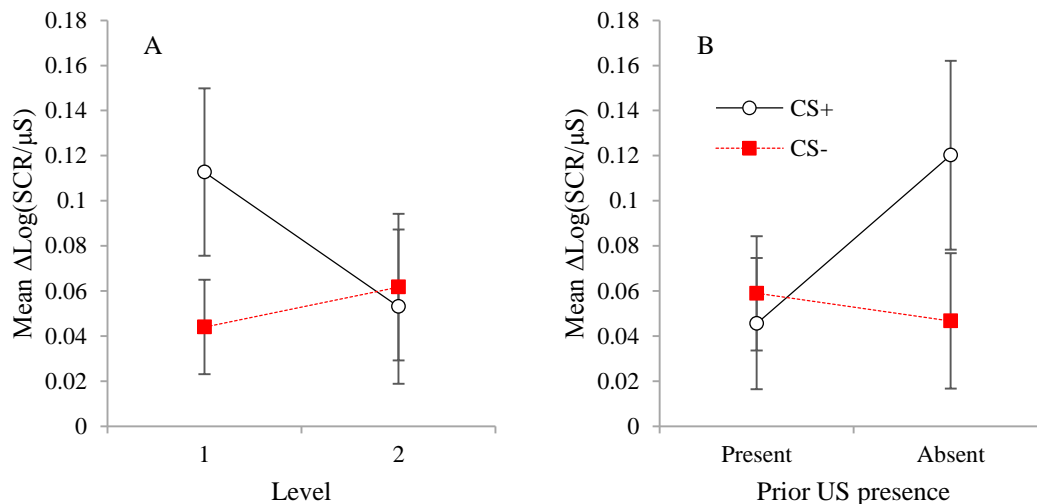 A
Mean ΔLog(SCR/μS)
0.18
0.16
0.14
0.12
0.1
0.08
0.06
0.04
0.02
0
1
2
Level
B
Mean ΔLog(SCR/μS)
0.18
0.16
0.14
0.12
0.1
0.08
0.06
0.04
0.02
0
CS+
CS-
Present
Absent
Prior US presence